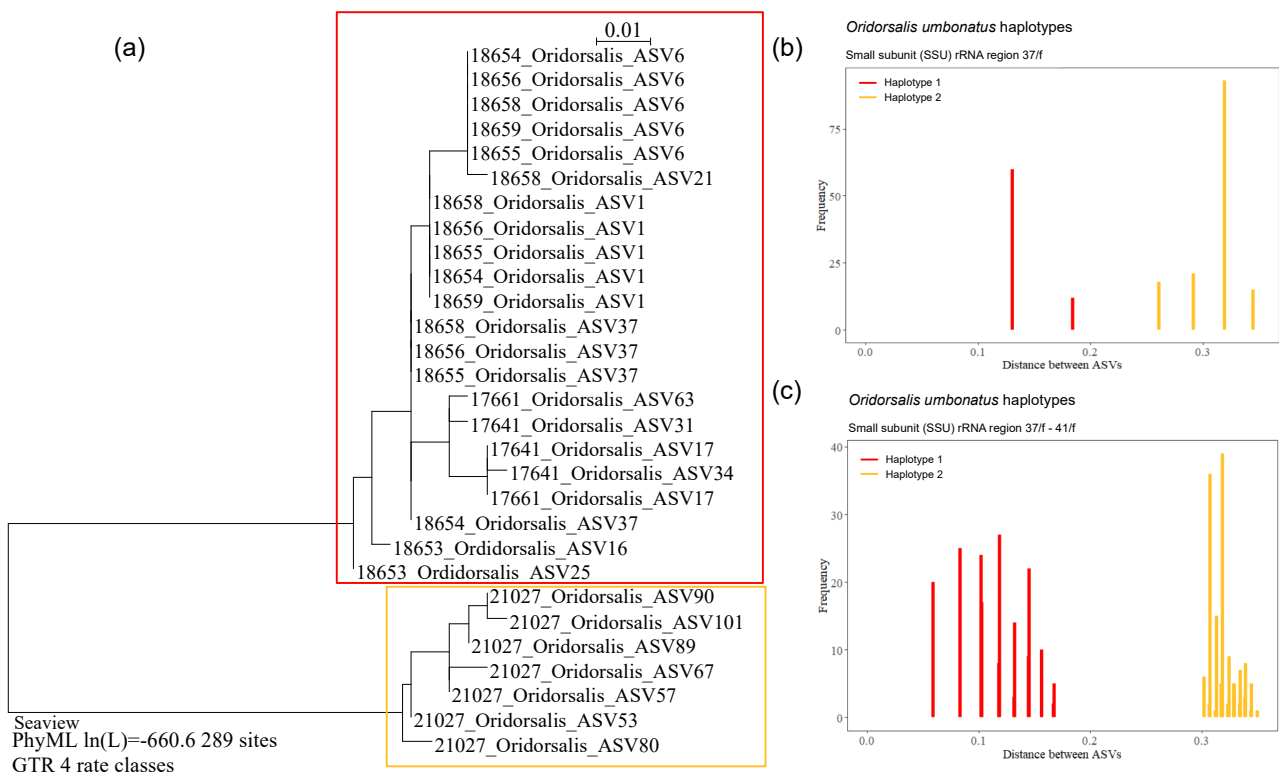 (a)
0.01
18654_Oridorsalis_ASV6
18656_Oridorsalis_ASV6
18658_Oridorsalis_ASV6
18659_Oridorsalis_ASV6
18655_Oridorsalis_ASV6
18658_Oridorsalis_ASV21
18658_Oridorsalis_ASV1
18656_Oridorsalis_ASV1
18655_Oridorsalis_ASV1
18654_Oridorsalis_ASV1
18659_Oridorsalis_ASV1
18658_Oridorsalis_ASV37
18656_Oridorsalis_ASV37
18655_Oridorsalis_ASV37
17661_Oridorsalis_ASV63
17641_Oridorsalis_ASV31
17641_Oridorsalis_ASV17
17641_Oridorsalis_ASV34
17661_Oridorsalis_ASV17
18654_Oridorsalis_ASV37
18653_Ordidorsalis_ASV16
18653_Ordidorsalis_ASV25
21027_Oridorsalis_ASV90
21027_Oridorsalis_ASV101
21027_Oridorsalis_ASV89
21027_Oridorsalis_ASV67
21027_Oridorsalis_ASV57
21027_Oridorsalis_ASV53
21027_Oridorsalis_ASV80
Seaview
PhyML ln(L)=-660.6 289 sites
GTR 4 rate classes
(b)
Oridorsalis umbonatus haplotypes
Small subunit (SSU) rRNA region 37/f
Haplotype 1
Haplotype 2
Frequency
75
50
25
0
0.0 0.1 0.2 0.3
Distance between ASVs
(c)
Oridorsalis umbonatus haplotypes
Small subunit (SSU) rRNA region 37/f - 41/f
Haplotype 1
Haplotype 2
Frequency
40
30
20
10
0
0.0 0.1 0.2 0.3
Distance between ASVs